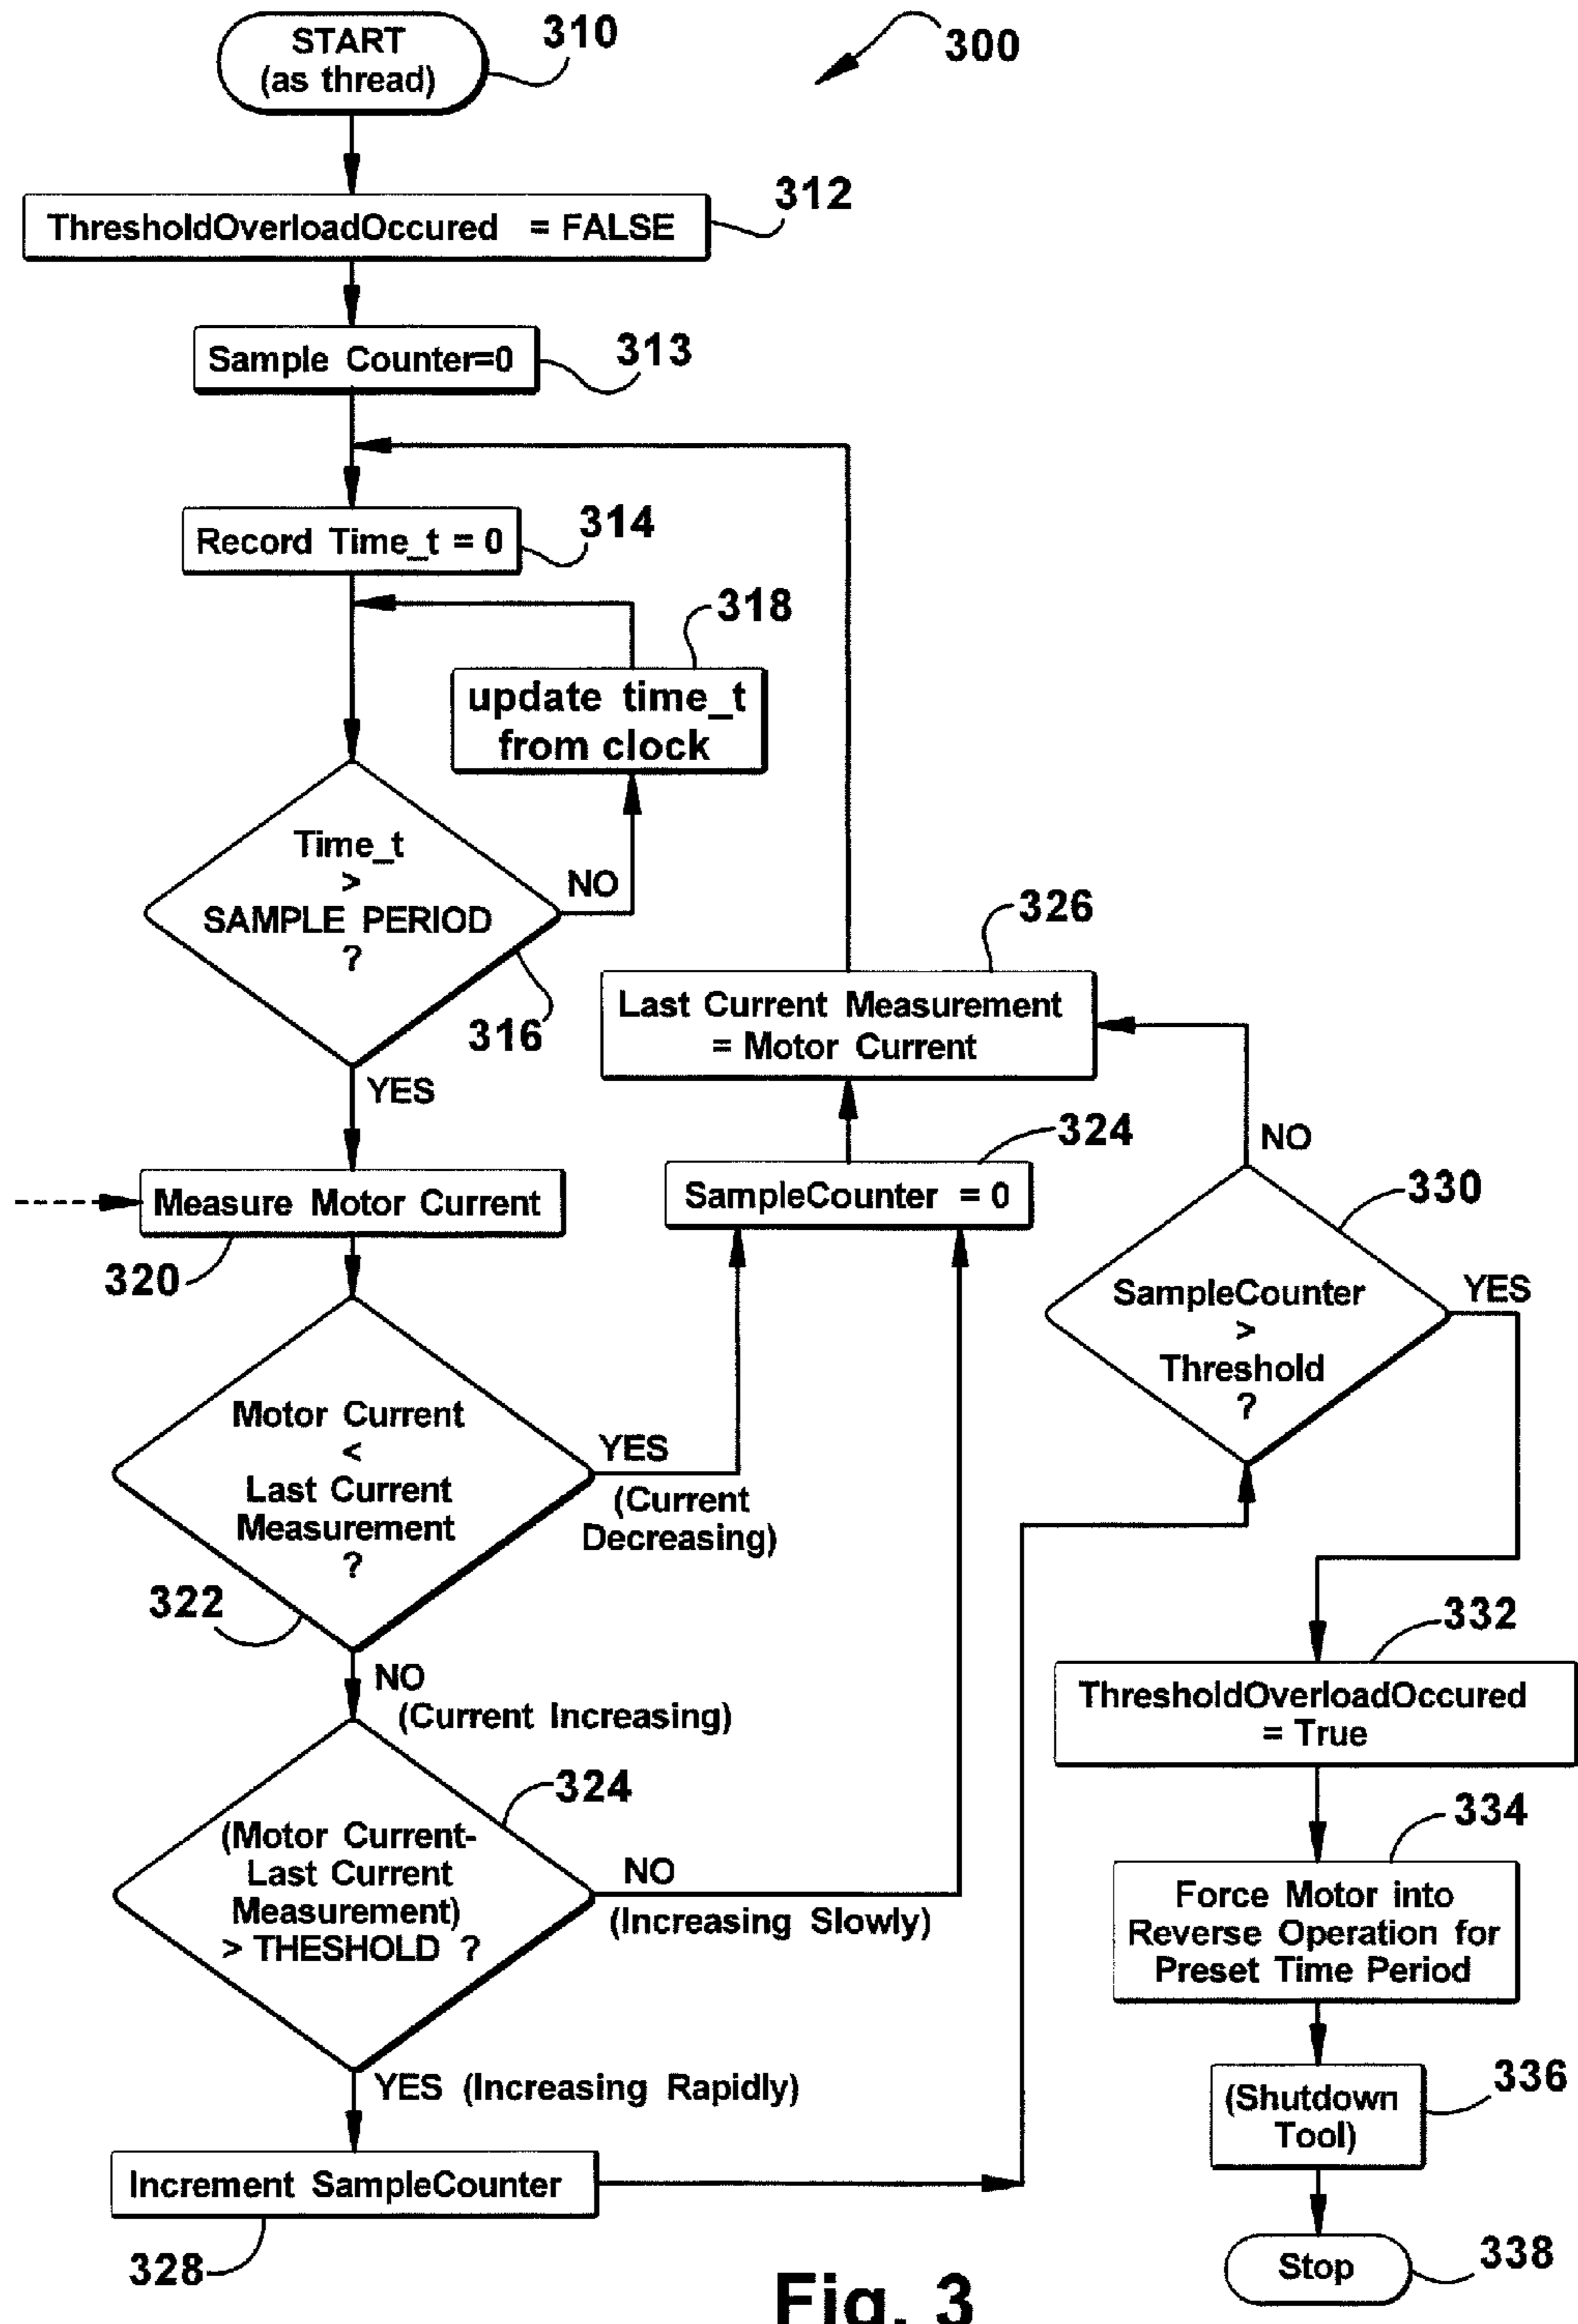 START
(as thread)
310
300
ThresholdOverloadOccured = FALSE
312
Sample Counter=0
313
Record Time_t = 0
314
318
update time_t
from clock
Time_t
>
SAMPLE PERIOD
?
NO
316
YES
326
Last Current Measurement
= Motor Current
324
SampleCounter = 0
NO
330
Measure Motor Current
320
SampleCounter
>
Threshold
?
YES
Motor Current
<
Last Current
Measurement
?
YES
(Current
Decreasing)
322
NO
(Current Increasing)
332
ThresholdOverloadOccured
= True
324
(Motor Current-
Last Current
Measurement)
> THESHOLD ?
NO
(Increasing Slowly)
334
Force Motor into
Reverse Operation for
Preset Time Period
YES (Increasing Rapidly)
336
(Shutdown
Tool)
Increment SampleCounter
328
Stop
338
Fig. 3